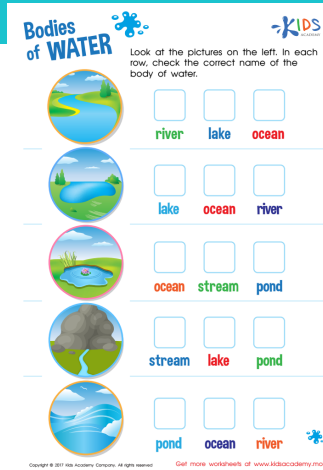 Bodies
of WATER
KIDS
ACADEMY
Look at the pictures on the left. In each
row, check the correct name of the
body of water.
river lake ocean
lake ocean river
ocean stream pond
stream lake pond
pond ocean river
Copyright © 2017 Kids Academy Company. All rights reserved
Get more worksheets at www.kidsacademy.mo